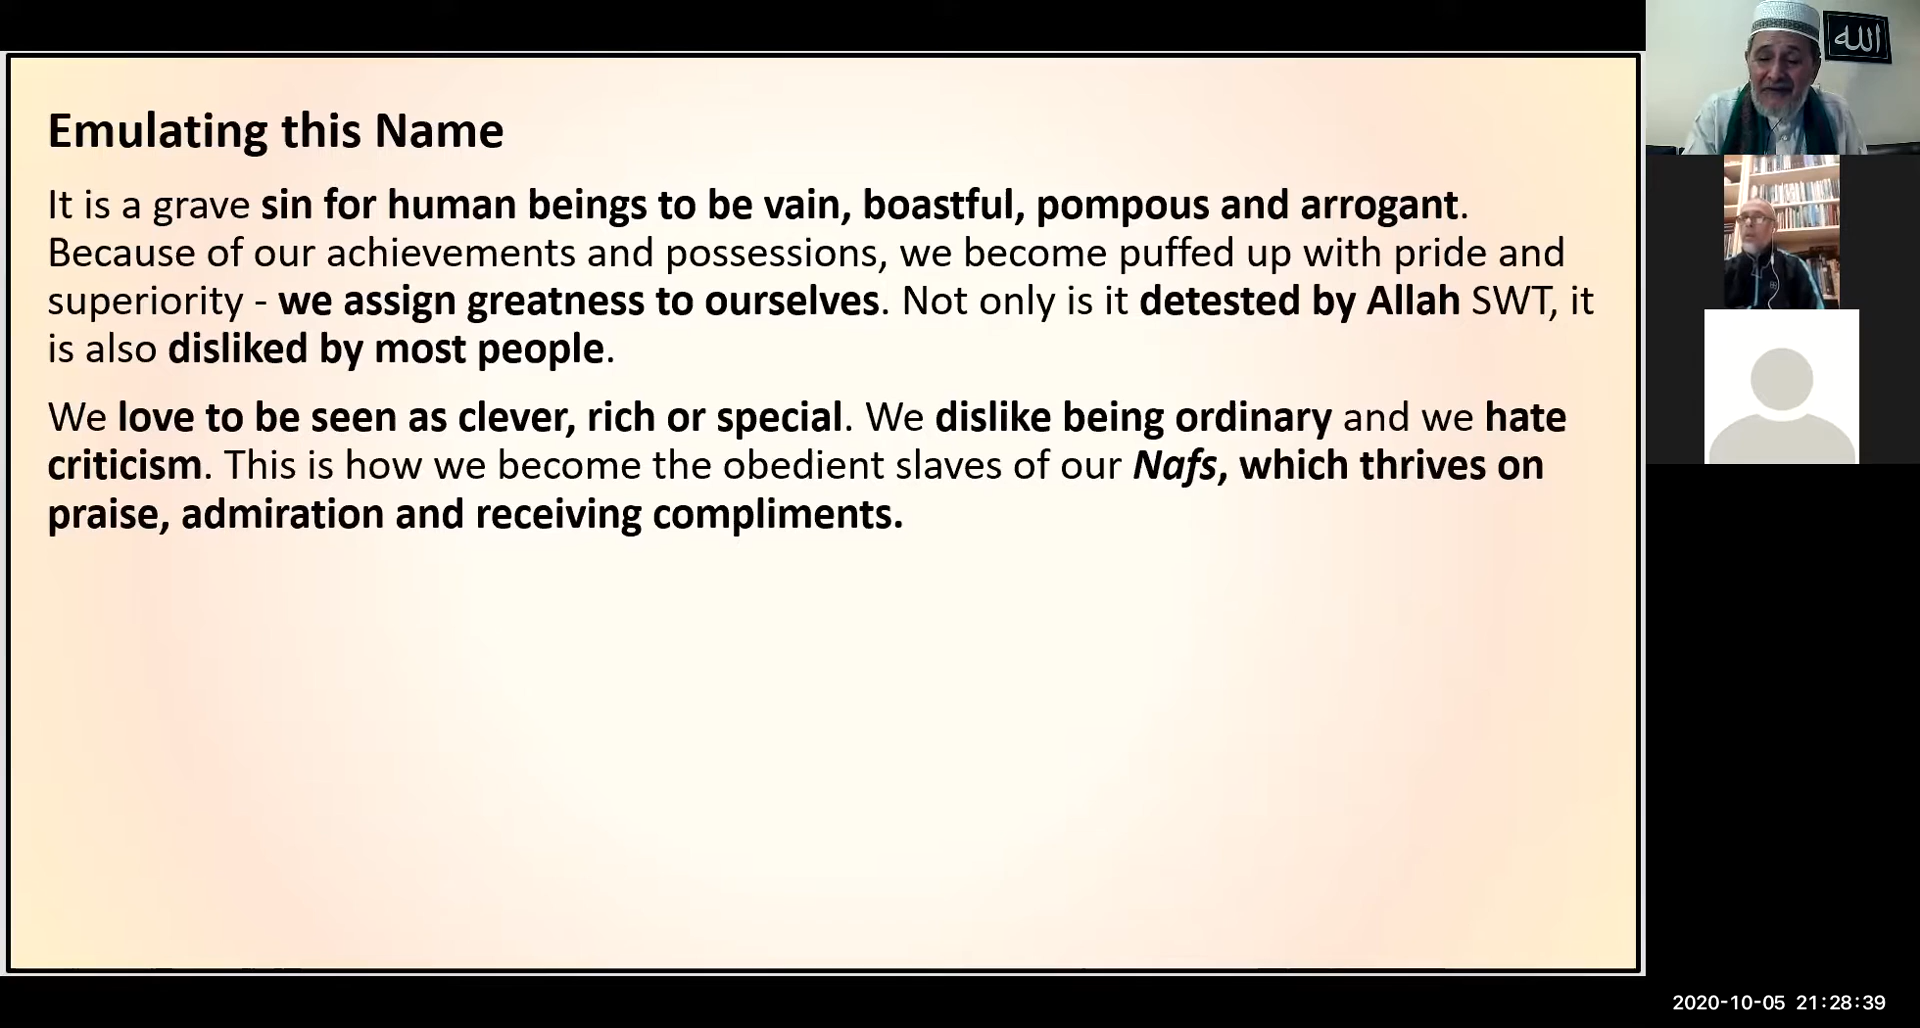 Emulating this Name
It is a grave sin for human beings to be vain, boastful, pompous and arrogant.
Because of our achievements and possessions, we become puffed up with pride and
superiority - we assign greatness to ourselves. Not only is it detested by Allah SWT, it
is also disliked by most people.
We love to be seen as clever, rich or special. We dislike being ordinary and we hate
criticism. This is how we become the obedient slaves of our Nafs, which thrives on
praise, admiration and receiving compliments.
الله
2020-10-05 21:28:39